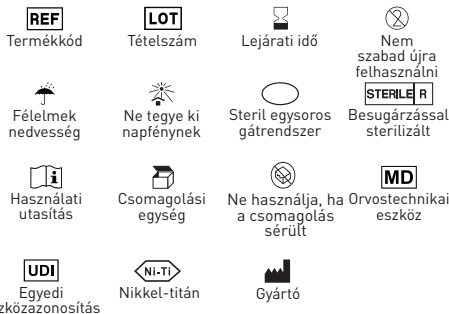 REF
LOT
Termékkód
Tételszám
Lejárati idő
Nem
szabad újra
felhasználni
STERILE R
Félelmek
nedvesség
Ne tegye ki
napfénynek
Steril egysoros
gátrendszer
Besugárzással
sterilizált
i
MD
Használati
utasítás
Csomagolási
egység
Ne használja, ha
a csomagolás
sérült
Orvostechnikai
eszköz
UDI
Ni-Ti
Egyedi
zközazonosítás
Nikkel-titán
Gyártó